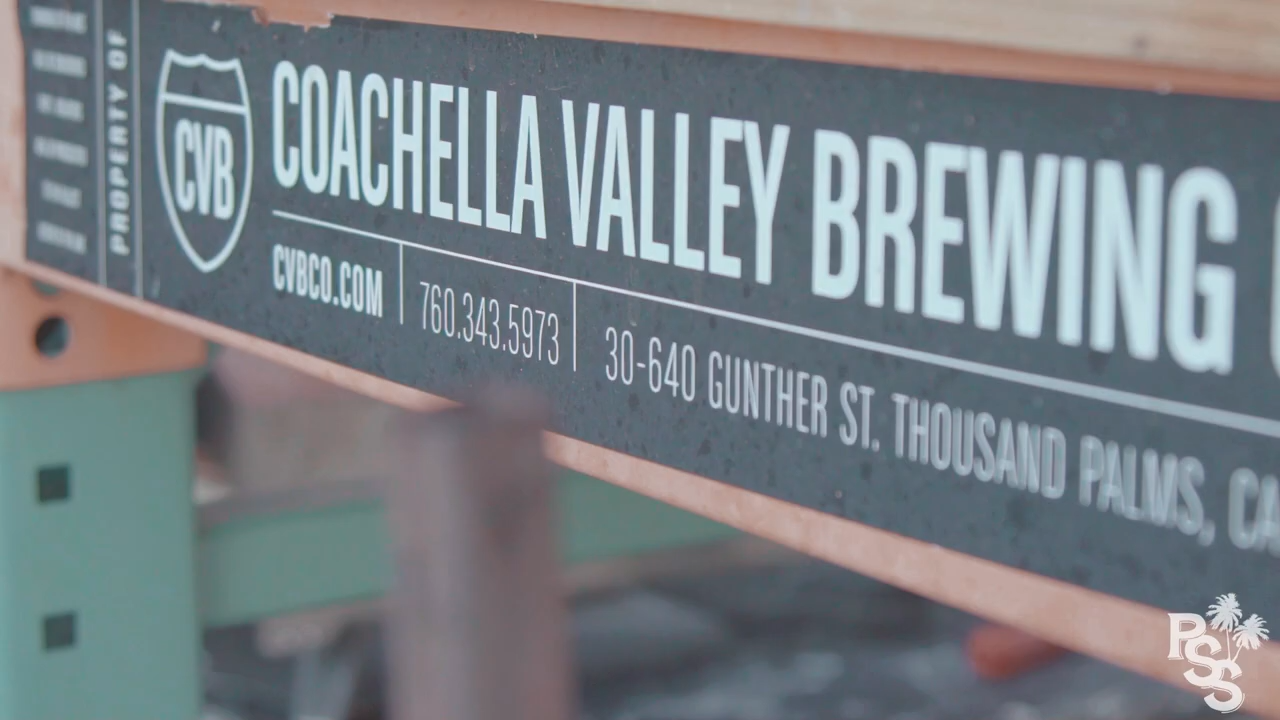 PROPERTY OF
CVB
COACHELLA VALLEY BREWING
CVBCO.COM
760.343.5973
30-640 GUNTHER ST. THOUSAND PALMS, CA
PSS